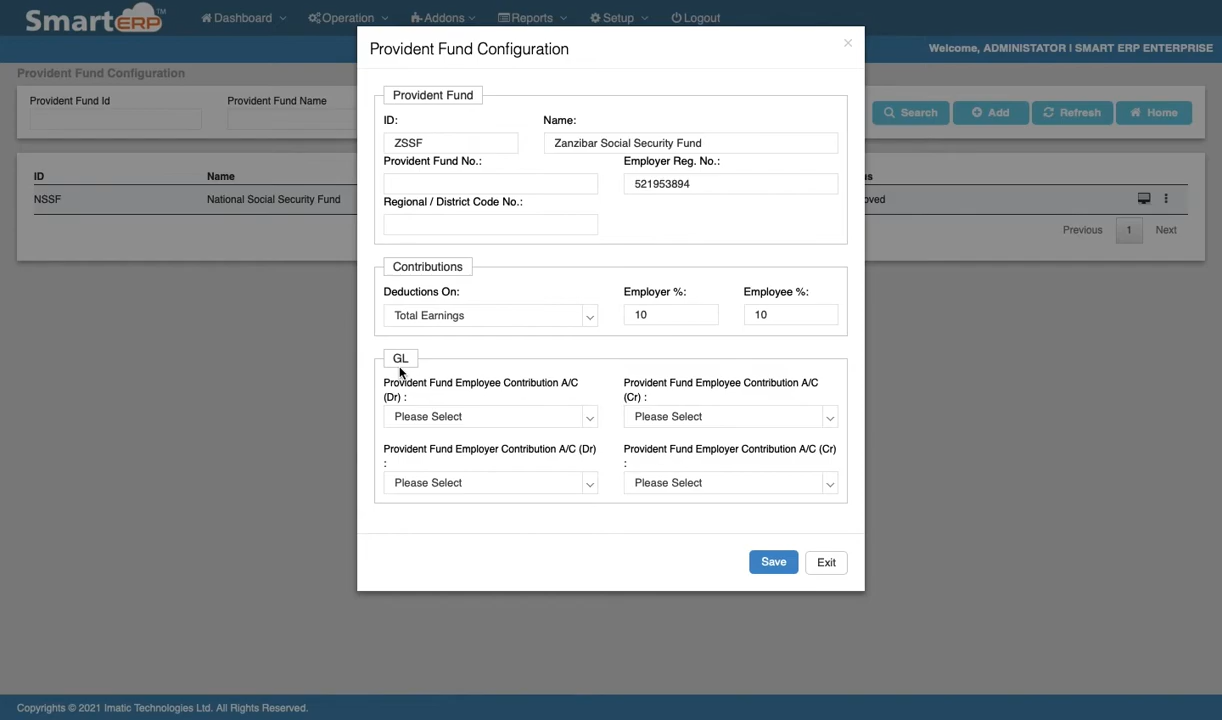 SmartERP™
Dashboard
Operation
Addons
Reports
Setup
Logout
Welcome, ADMINISTATOR | SMART ERP ENTERPRISE
Provident Fund Configuration
Provident Fund Id
Provident Fund Name
Search
Add
Refresh
Home
ID
Name
us
NSSF
National Social Security Fund
oved
Previous
1
Next
Provident Fund Configuration
×
Provident Fund
ID:
Name:
ZSSF
Zanzibar Social Security Fund
Provident Fund No.:
Employer Reg. No.:
521953894
Regional / District Code No.:
Contributions
Deductions On:
Employer %:
Employee %:
Total Earnings
10
10
GL
Provident Fund Employee Contribution A/C
(Dr) :
Provident Fund Employee Contribution A/C
(Cr) :
Please Select
Please Select
Provident Fund Employer Contribution A/C (Dr)
:
Provident Fund Employer Contribution A/C (Cr)
:
Please Select
Please Select
Save
Exit
Copyrights © 2021 Imatic Technologies Ltd. All Rights Reserved.